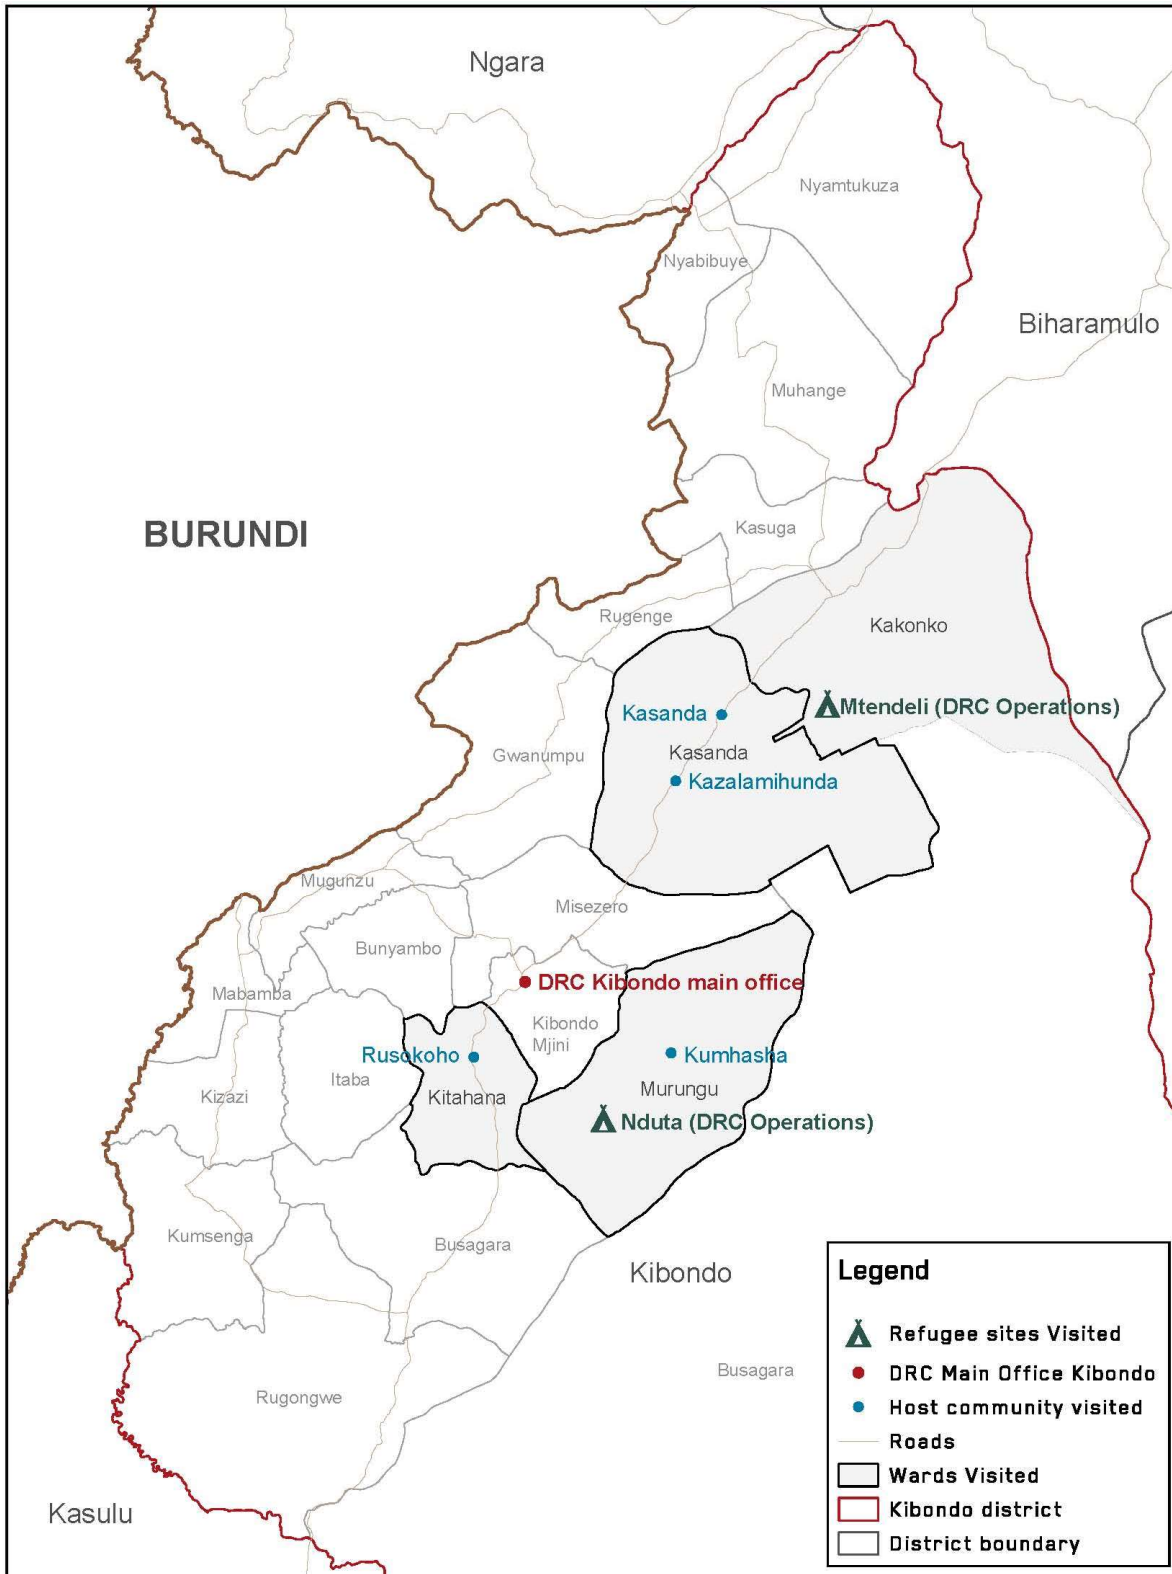 Ngara
Nyamtukuza
Nyabibuye
Biharamulo
Muhange
BURUNDI
Kasuga
Rugenge
Kakonko
Kasanda
Mtendeli (DRC Operations)
Gwanumpu
Kasanda
Kazalamihunda
Mugunzu
Misezero
Bunyambo
Mabamba
DRC Kibondo main office
Kibondo
Mjini
Rusokoho
Kumhasha
Itaba
Kizazi
Kitahana
Murungu
Nduta (DRC Operations)
Kumsenga
Busagara
Kibondo
Busagara
Rugongwe
Kasulu
Legend
Refugee sites Visited
DRC Main Office Kibondo
Host community visited
Roads
Wards Visited
Kibondo district
District boundary